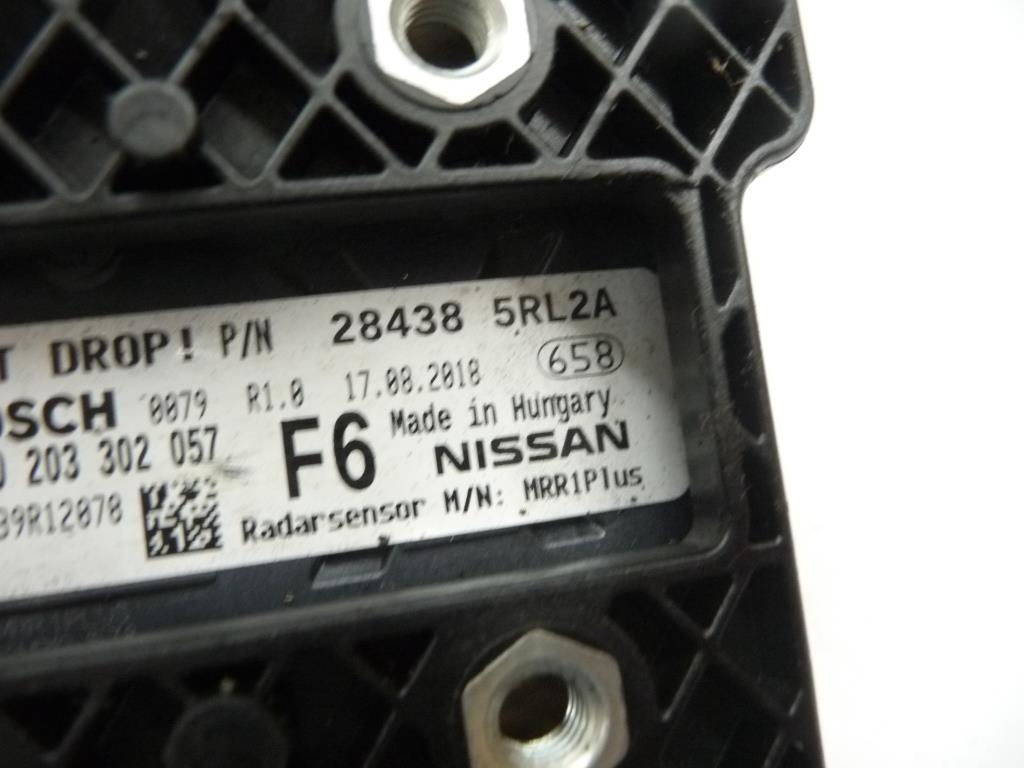 DROP! P/N 28438 5RL2A
0079 R1.0 17.08.2018 658
203 302 057 F6 Made in Hungary
NISSAN
39R12070
Radarsensor M/N: MRR1Plus